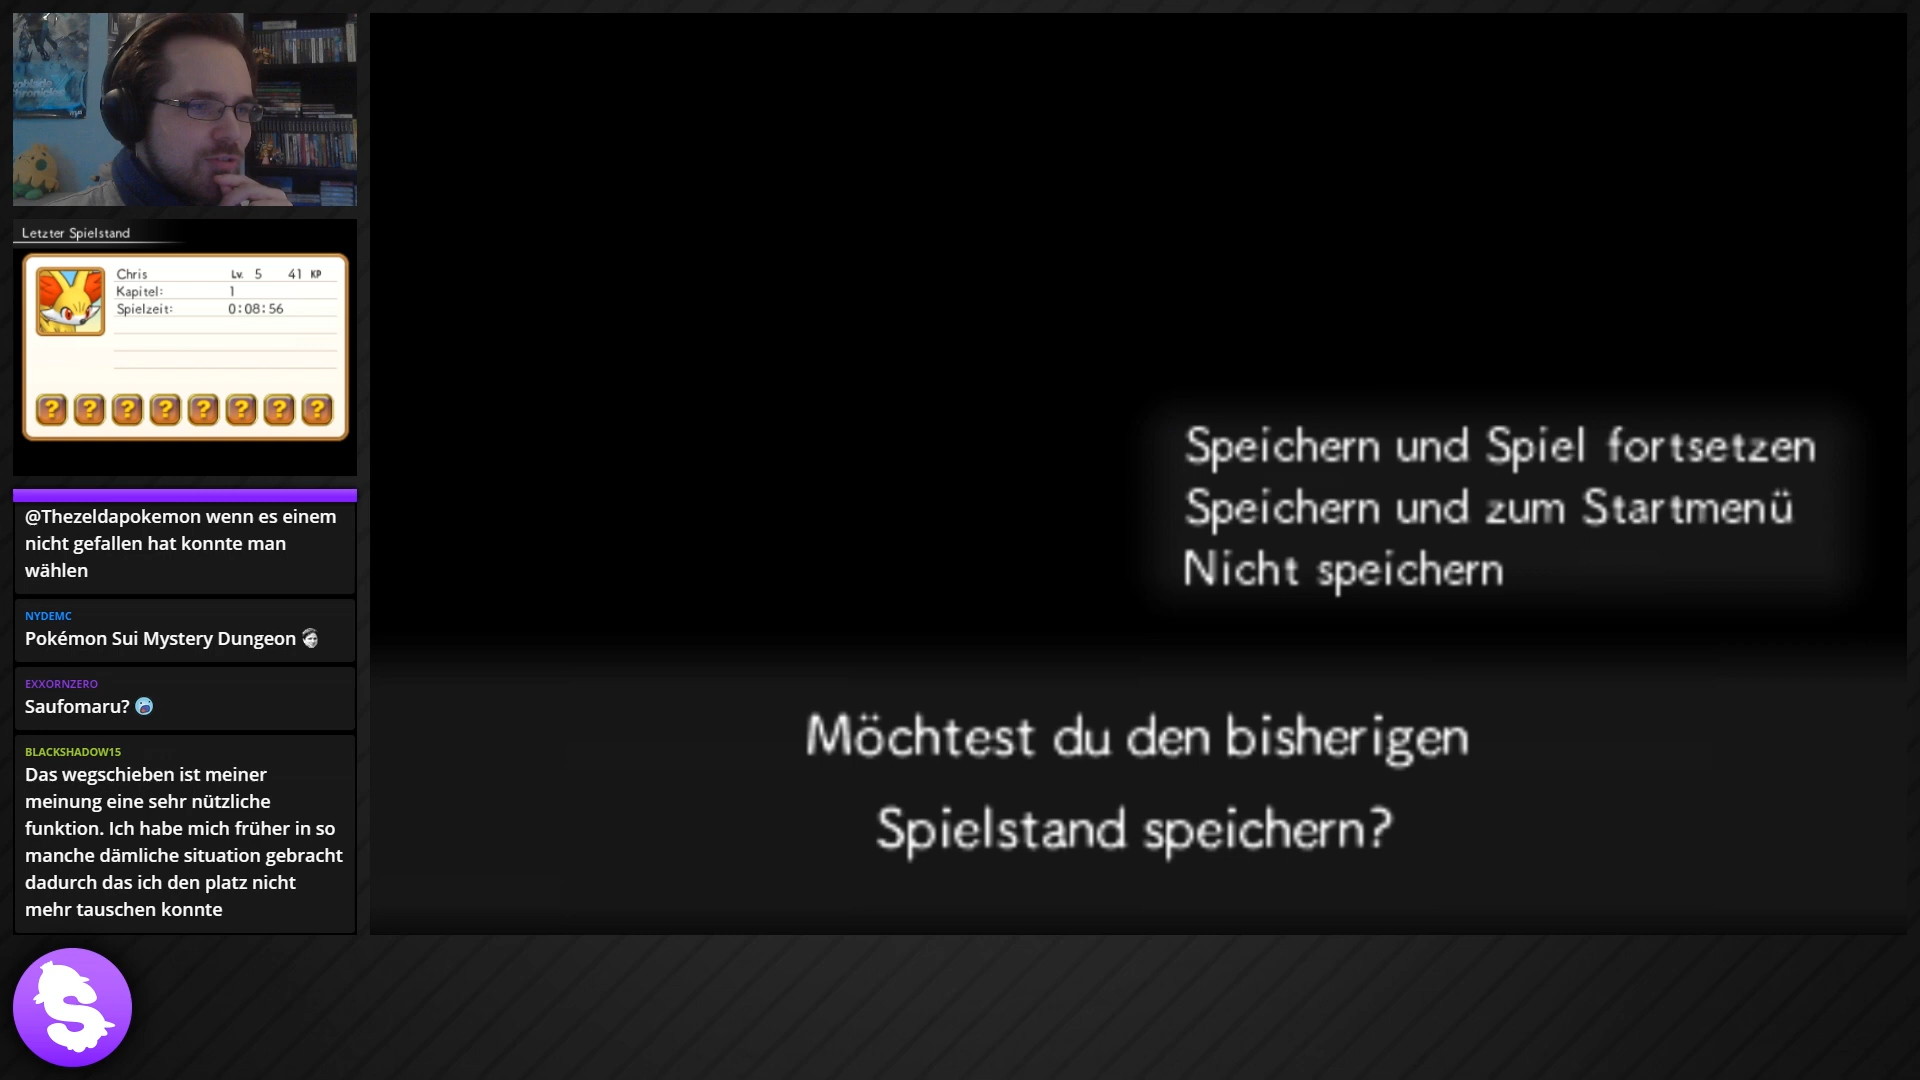 Letzter Spielstand
Chris Lv. 5 41 KP
Kapitel: 1
Spielzeit: 0:08:56
? ? ? ? ? ? ? ?
@Thezeldapokemon wenn es einem
nicht gefallen hat konnte man
wählen
NYDEMC
Pokémon Sui Mystery Dungeon
EXXORNZERO
Saufomaru?
BLACKSHADOW15
Das wegschieben ist meiner
meinung eine sehr nützliche
funktion. Ich habe mich früher in so
manche dämliche situation gebracht
dadurch das ich den platz nicht
mehr tauschen konnte
S
Speichern und Spiel fortsetzen
Speichern und zum Startmenü
Nicht speichern
Möchtest du den bisherigen
Spielstand speichern?